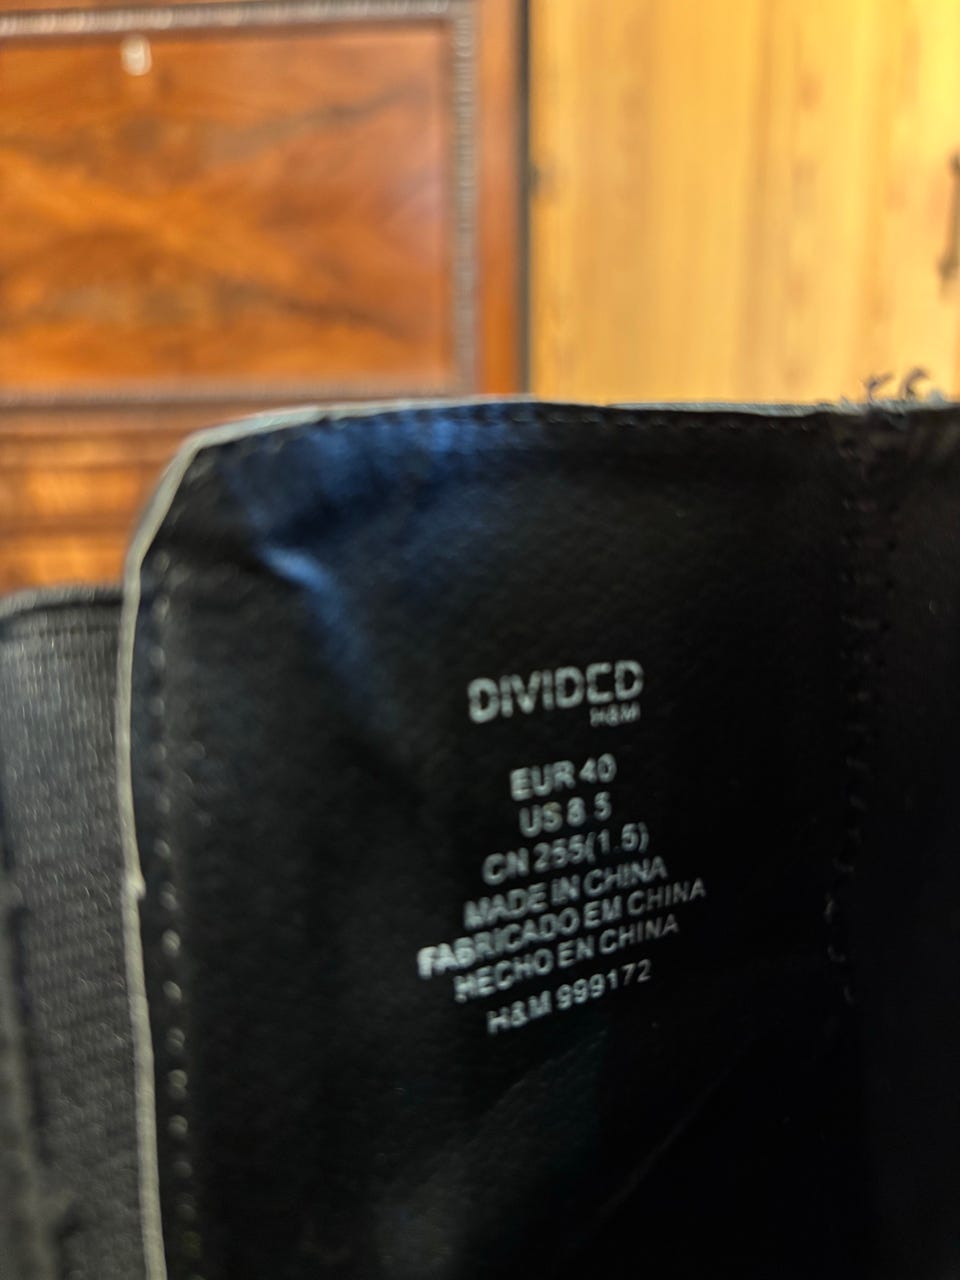 DIVIDED
H&M
EUR 40
US 8.5
CN 255(1.5)
MADE IN CHINA
FABRICADO EM CHINA
HECHO EN CHINA
H&M 999172